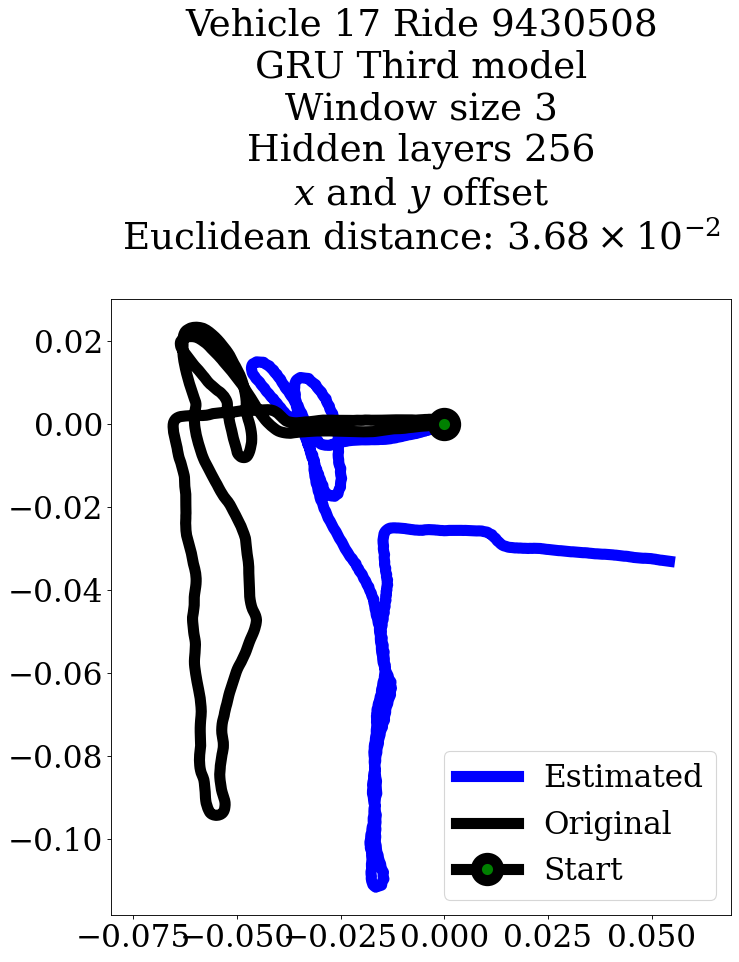 Vehicle 17 Ride 9430508
GRU Third model
Window size 3
Hidden layers 256
x and y offset
Euclidean distance: 3.68 × 10⁻²
0.02
0.00
−0.02
−0.04
−0.06
−0.08
−0.10
Estimated
Original
Start
−0.075 −0.050 −0.025 0.000 0.025 0.050